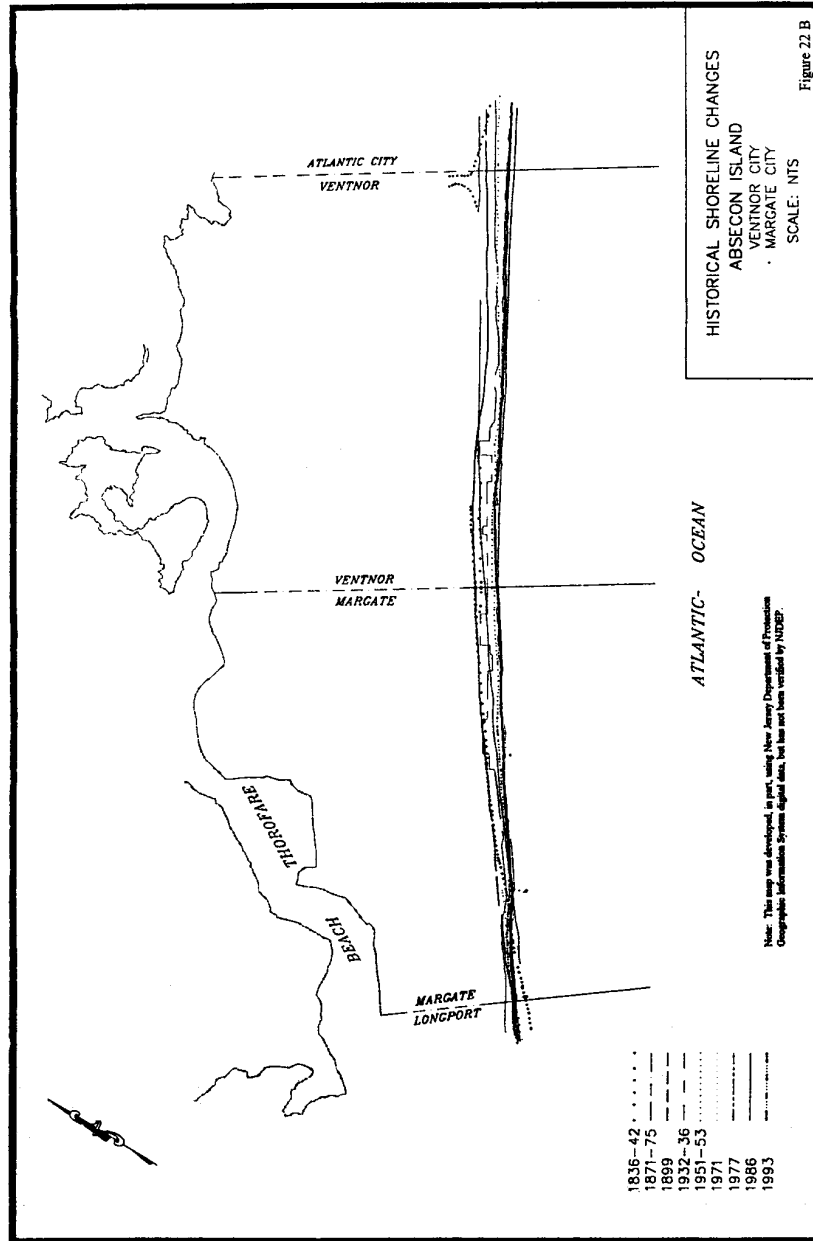 ATLANTIC CITY
VENTNOR
VENTNOR
MARGATE
THOROFARE
BEACH
MARGATE
LONGPORT
ATLANTIC- OCEAN
HISTORICAL SHORELINE CHANGES
ABSECON ISLAND
VENTNOR CITY
· MARGATE CITY
SCALE: NTS
Figure 22 B
Note: This map was developed, in part, using New Jersey Department of Protection
Geographic Information System digital data, but has not been verified by NJDEP.
1836-42
1871-75
1899
1932-36
1951-53
1971
1977
1986
1993